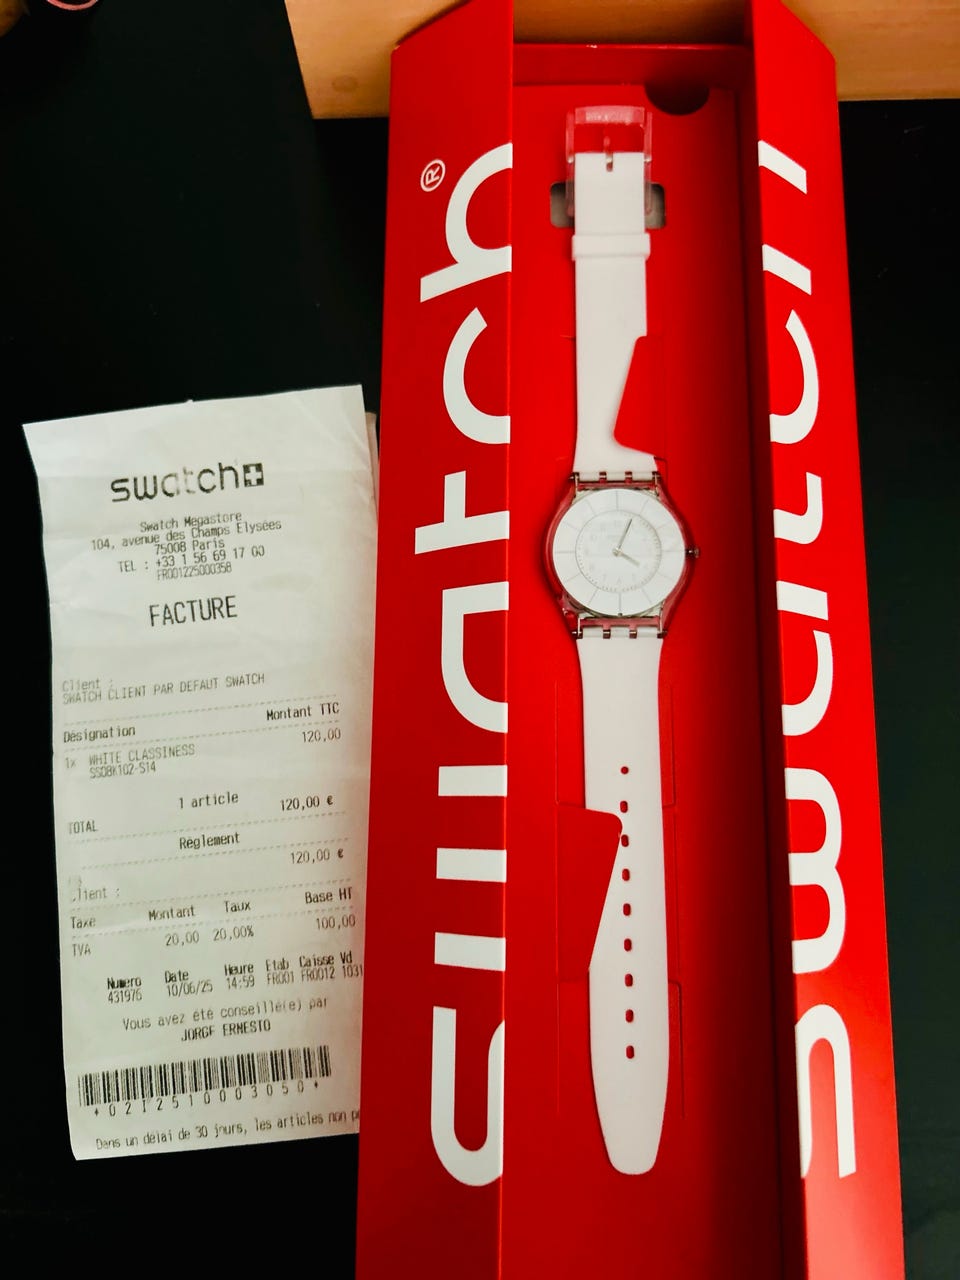 swatch
Swatch Megastore
104, avenue des Champs Elysées
75008 Paris
TEL : +33 1 56 69 17 00
FR001225000358
FACTURE
Client :
SWATCH CLIENT PAR DEFAUT SWATCH
Désignation Montant TTC
1x WHITE CLASSINESS 120,00
SS08K102-S14
1 article
TOTAL 120,00 €
Règlement
120,00 €
Client :
Taxe Montant Taux Base HT
TVA 20,00 20,00% 100,00
Numero Date Heure Etab Caisse Vd
431976 10/06/25 14:59 FR001 FR0012 1031
Vous avez été conseillé(e) par
JORGE ERNESTO
*0212510003050*
Dans un délai de 30 jours, les articles non
swatch®
swatch